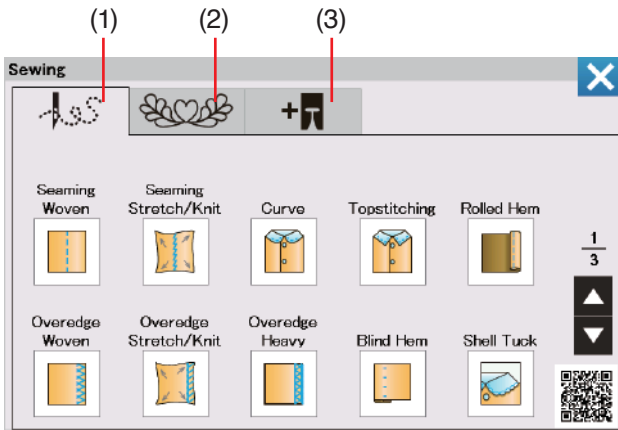 (1) (2) (3)
Sewing
Seaming Seaming
Woven Stretch/Knit Curve Topstitching Rolled Hem
1
3
Overedge Overedge Overedge
Woven Stretch/Knit Heavy Blind Hem Shell Tuck